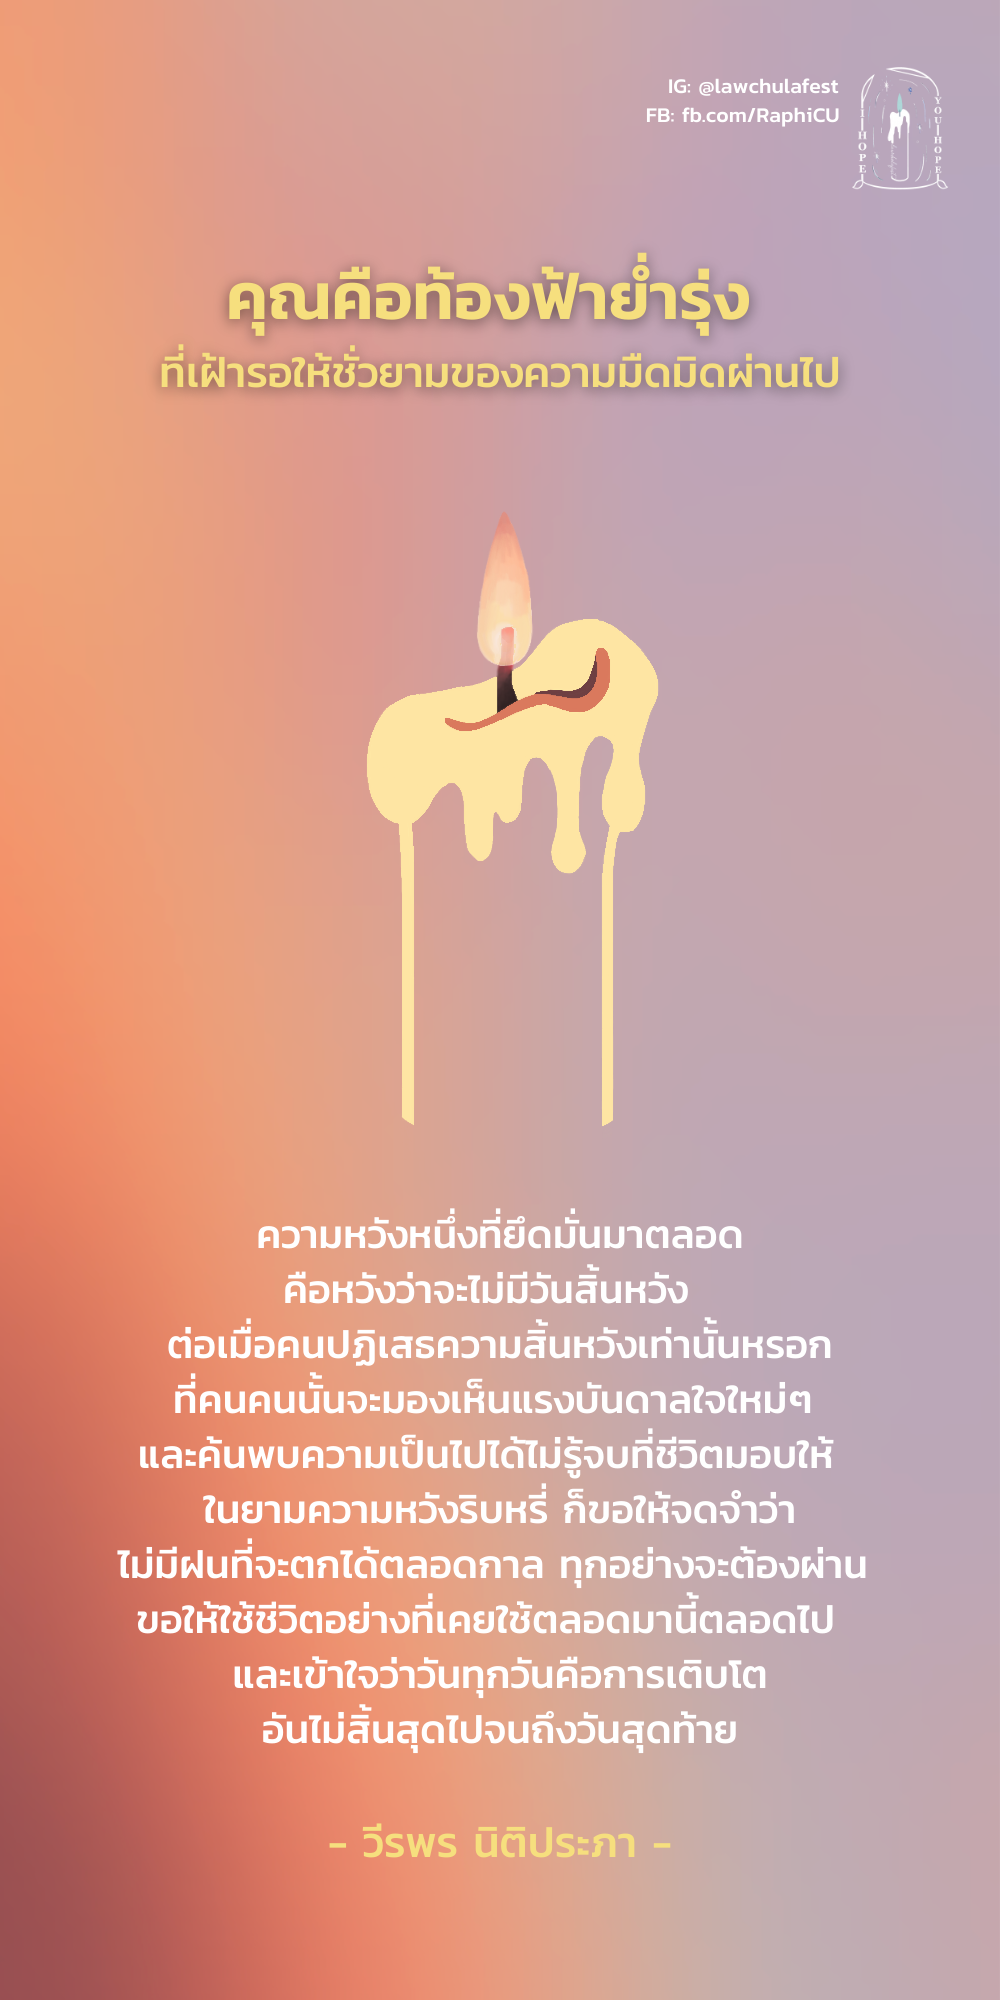 IG: @lawchulafest
FB: fb.com/RaphiCU
I HOPE
YOU HOPE
คุณคือท้องฟ้าย่ำรุ่ง
ที่เฝ้ารอให้ชั่วยามของความมืดมิดผ่านไป
ความหวังหนึ่งที่ยึดมั่นมาตลอด
คือหวังว่าจะไม่มีวันสิ้นหวัง
ต่อเมื่อคนปฏิเสธความสิ้นหวังเท่านั้นหรอก
ที่คนคนนั้นจะมองเห็นแรงบันดาลใจใหม่ๆ
และค้นพบความเป็นไปได้ไม่รู้จบที่ชีวิตมอบให้
ในยามความหวังริบหรี่ ก็ขอให้จดจำว่า
ไม่มีฝนที่จะตกได้ตลอดกาล ทุกอย่างจะต้องผ่าน
ขอให้ใช้ชีวิตอย่างที่เคยใช้ตลอดมานี้ตลอดไป
และเข้าใจว่าวันทุกวันคือการเติบโต
อันไม่สิ้นสุดไปจนถึงวันสุดท้าย
- วีรพร นิติประภา -